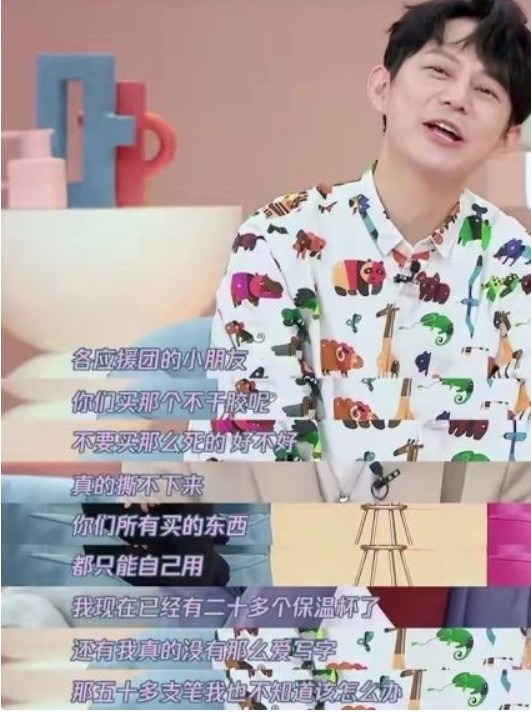 各应援团的小朋友
你们买那个不干胶呢
不要买那么死的 好不好
真的撕不下来
你们所有买的东西
都只能自己用
我现在已经有二十多个保温杯了
还有我真的没有那么爱写字
那五十多支笔我也不知道该怎么办